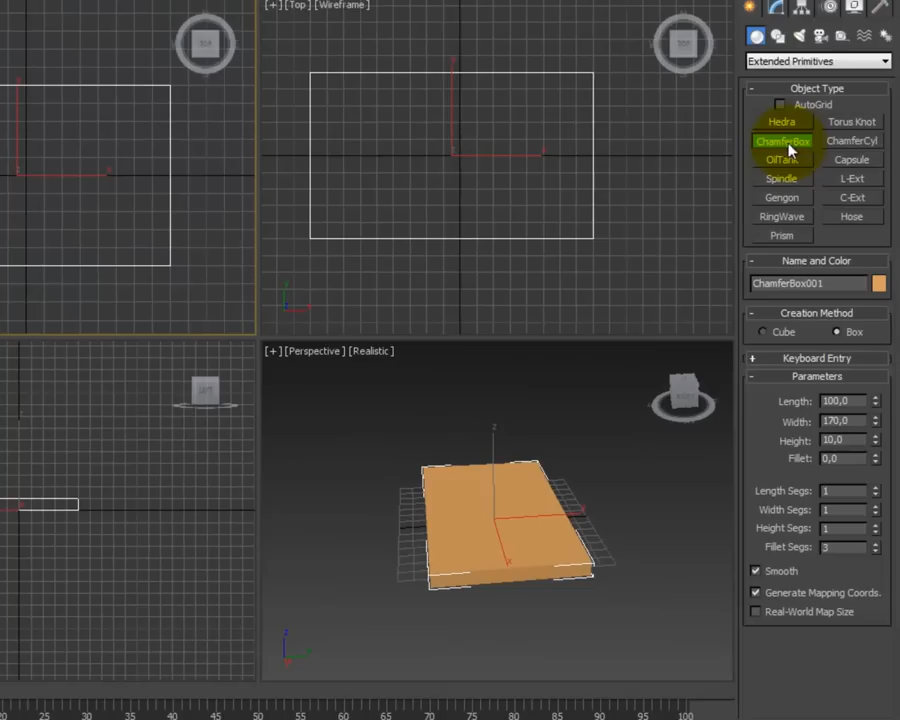 [+] [Top ] [Wireframe ]
TOP
TOP
Extended Primitives
- Object Type
AutoGrid
Hedra Torus Knot
ChamferBox ChamferCyl
OilTank Capsule
Spindle L-Ext
Gengon C-Ext
RingWave Hose
Prism
- Name and Color
ChamferBox001
- Creation Method
Cube Box
+ Keyboard Entry
- Parameters
Length: 100,0
Width: 170,0
Height: 10,0
Fillet: 0,0
Length Segs: 1
Width Segs: 1
Height Segs: 1
Fillet Segs: 3
Smooth
Generate Mapping Coords.
Real-World Map Size
[+] [Perspective ] [Realistic ]
LEFT
z
x
z
20 25 30 35 40 45 50 55 60 65 70 75 80 85 90 95 100